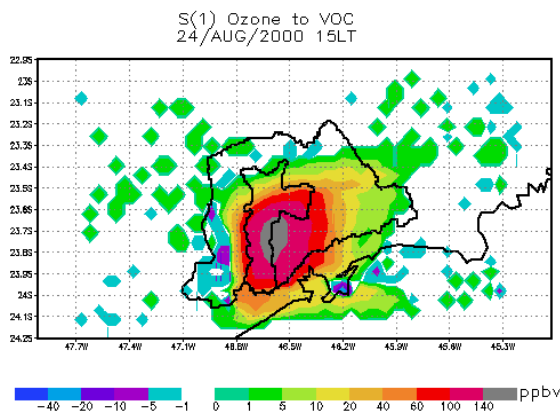 S(1) Ozone to VOC
24/AUG/2000 15LT
22.9S
23S
23.1S
23.2S
23.3S
23.4S
23.5S
23.6S
23.7S
23.8S
23.9S
24S
24.1S
24.2S
47.7W 47.4W 47.1W 46.8W 46.5W 46.2W 45.9W 45.6W 45.3W
-40 -20 -10 -5 -1 0 1 5 10 20 40 60 100 140 ppbv